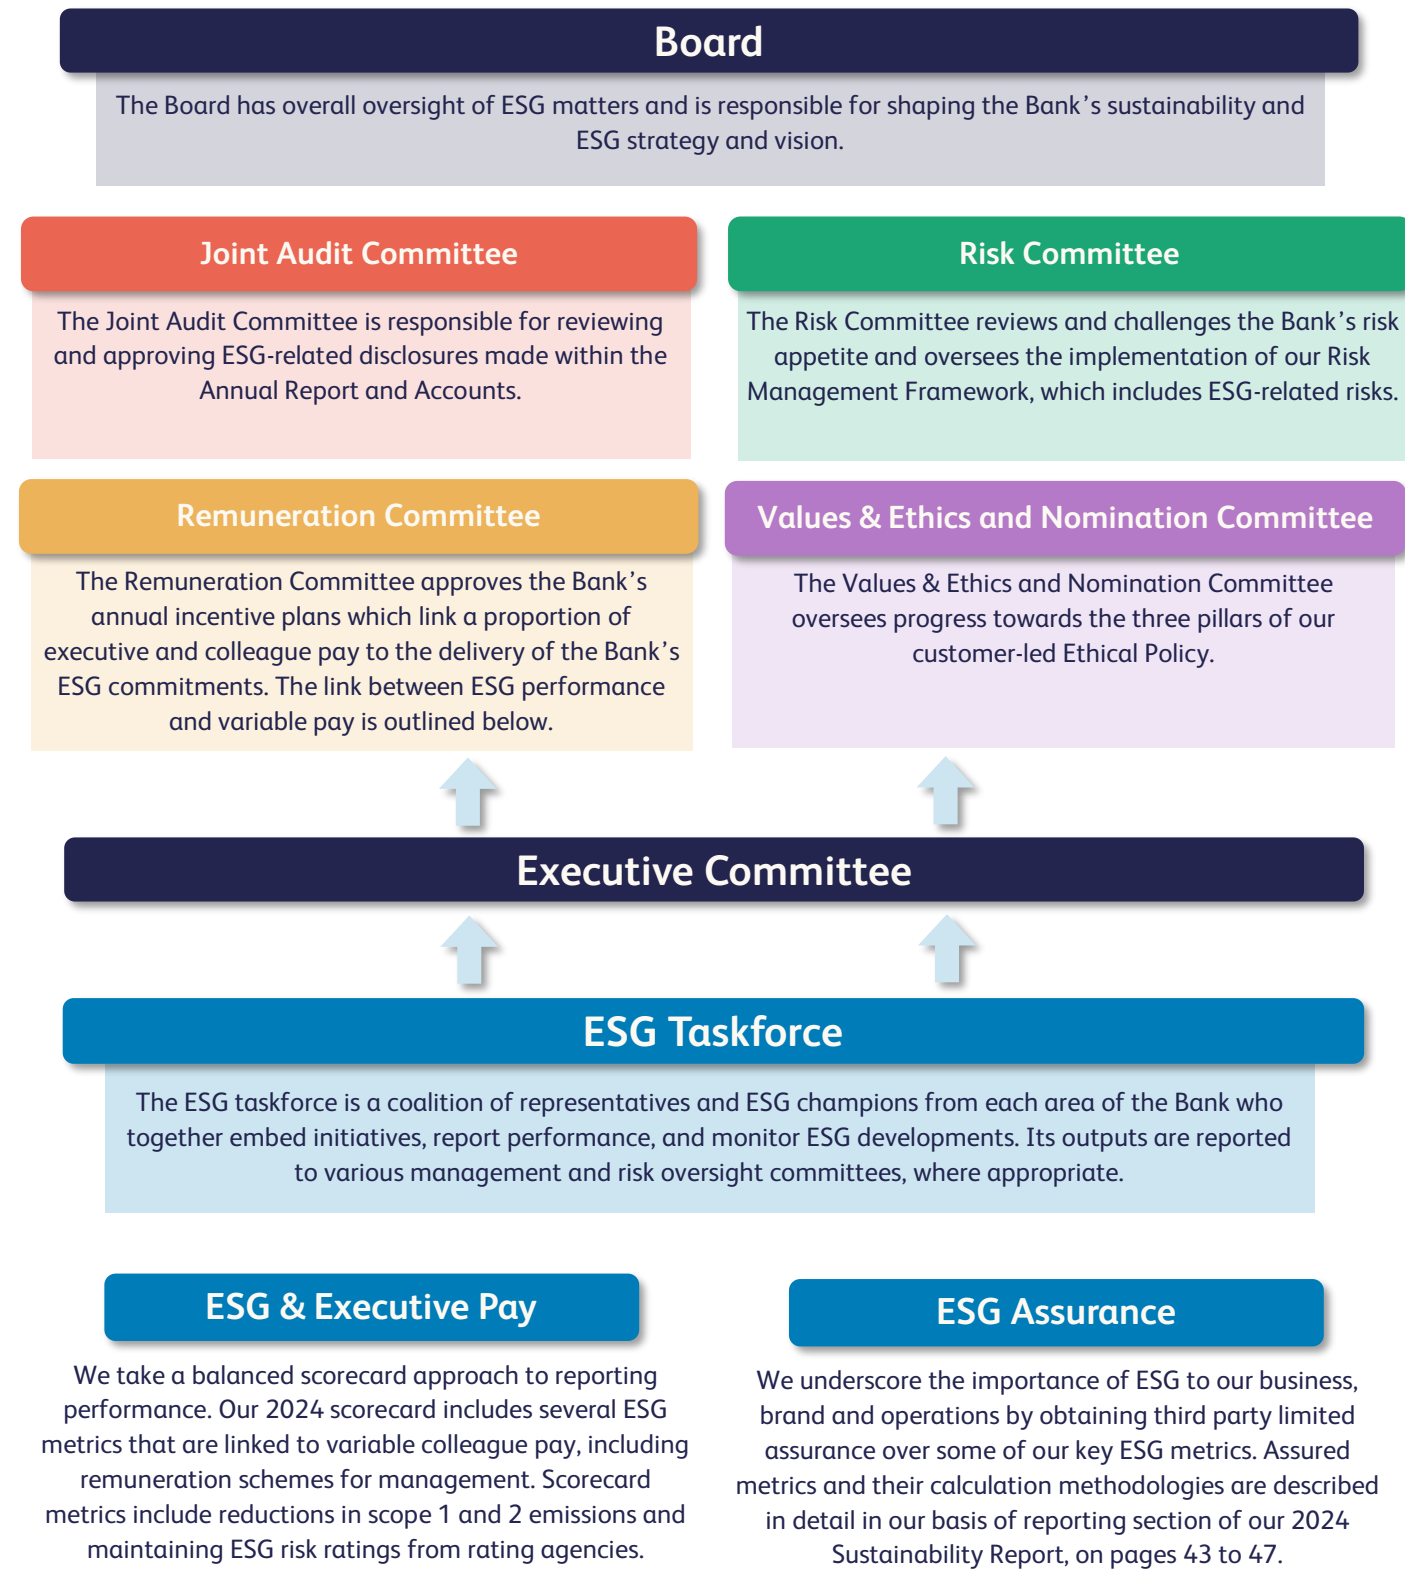 Board
The Board has overall oversight of ESG matters and is responsible for shaping the Bank's sustainability and
ESG strategy and vision.
Joint Audit Committee
The Joint Audit Committee is responsible for reviewing
and approving ESG-related disclosures made within the
Annual Report and Accounts.
Risk Committee
The Risk Committee reviews and challenges the Bank's risk
appetite and oversees the implementation of our Risk
Management Framework, which includes ESG-related risks.
Remuneration Committee
The Remuneration Committee approves the Bank's
annual incentive plans which link a proportion of
executive and colleague pay to the delivery of the Bank's
ESG commitments. The link between ESG performance
and variable pay is outlined below.
Values & Ethics and Nomination Committee
The Values & Ethics and Nomination Committee
oversees progress towards the three pillars of our
customer-led Ethical Policy.
Executive Committee
ESG Taskforce
The ESG taskforce is a coalition of representatives and ESG champions from each area of the Bank who
together embed initiatives, report performance, and monitor ESG developments. Its outputs are reported
to various management and risk oversight committees, where appropriate.
ESG & Executive Pay
We take a balanced scorecard approach to reporting
performance. Our 2024 scorecard includes several ESG
metrics that are linked to variable colleague pay, including
remuneration schemes for management. Scorecard
metrics include reductions in scope 1 and 2 emissions and
maintaining ESG risk ratings from rating agencies.
ESG Assurance
We underscore the importance of ESG to our business,
brand and operations by obtaining third party limited
assurance over some of our key ESG metrics. Assured
metrics and their calculation methodologies are described
in detail in our basis of reporting section of our 2024
Sustainability Report, on pages 43 to 47.